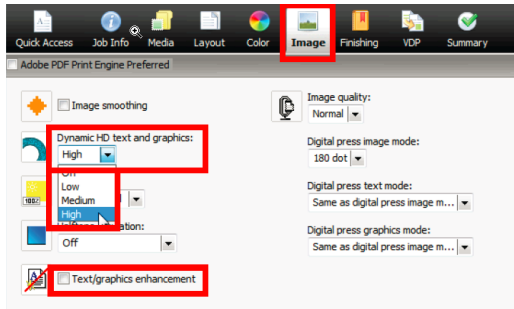 Quick Access Job Info Media Layout Color Image Finishing VDP Summary
Adobe PDF Print Engine Preferred
Image smoothing
Dynamic HD text and graphics:
High
Off
Low
Medium
High
100%
Off
Text/graphics enhancement
Image quality:
Normal
Digital press image mode:
180 dot
Digital press text mode:
Same as digital press image m...
Digital press graphics mode:
Same as digital press image m...